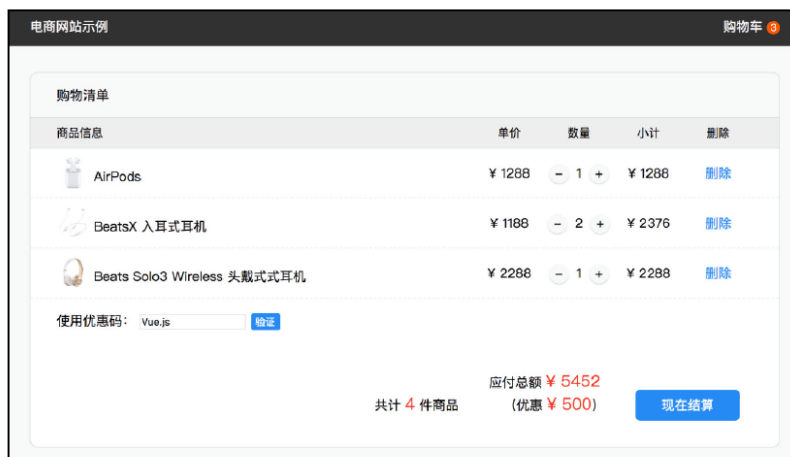 电商网站示例 购物车 3
购物清单
商品信息 单价 数量 小计 删除
AirPods ¥ 1288 − 1 + ¥ 1288 删除
BeatsX 入耳式耳机 ¥ 1188 − 2 + ¥ 2376 删除
Beats Solo3 Wireless 头戴式式耳机 ¥ 2288 − 1 + ¥ 2288 删除
使用优惠码: Vue.js 验证
应付总额 ¥ 5452
共计 4 件商品 (优惠 ¥ 500) 现在结算